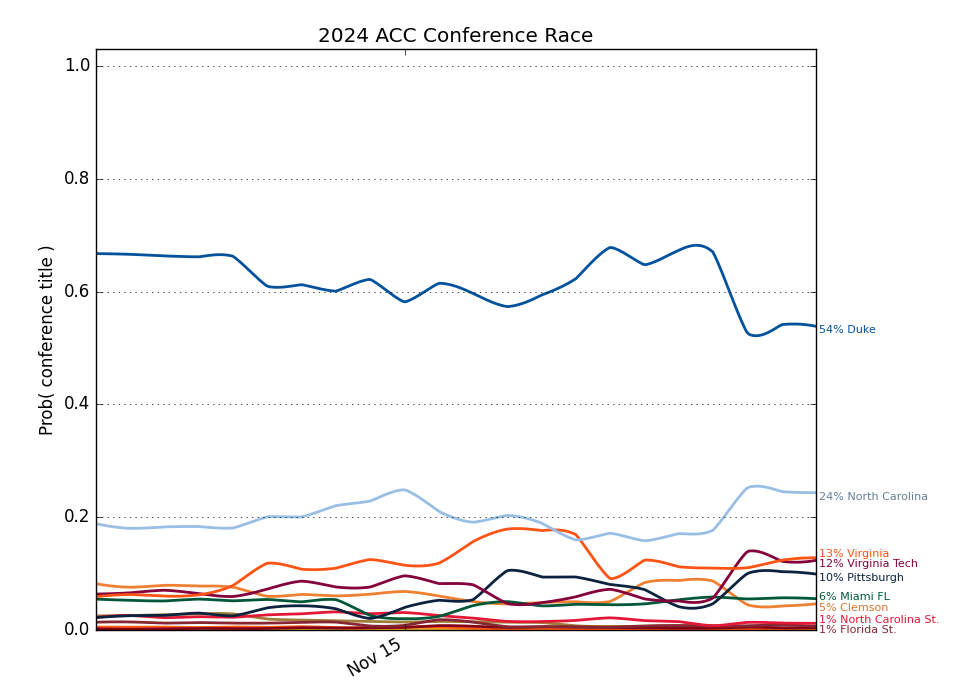 2024 ACC Conference Race
Prob( conference title )
1.0
0.8
0.6
0.4
0.2
0.0
Nov 15
54% Duke
24% North Carolina
13% Virginia
12% Virginia Tech
10% Pittsburgh
6% Miami FL
5% Clemson
1% North Carolina St.
1% Florida St.